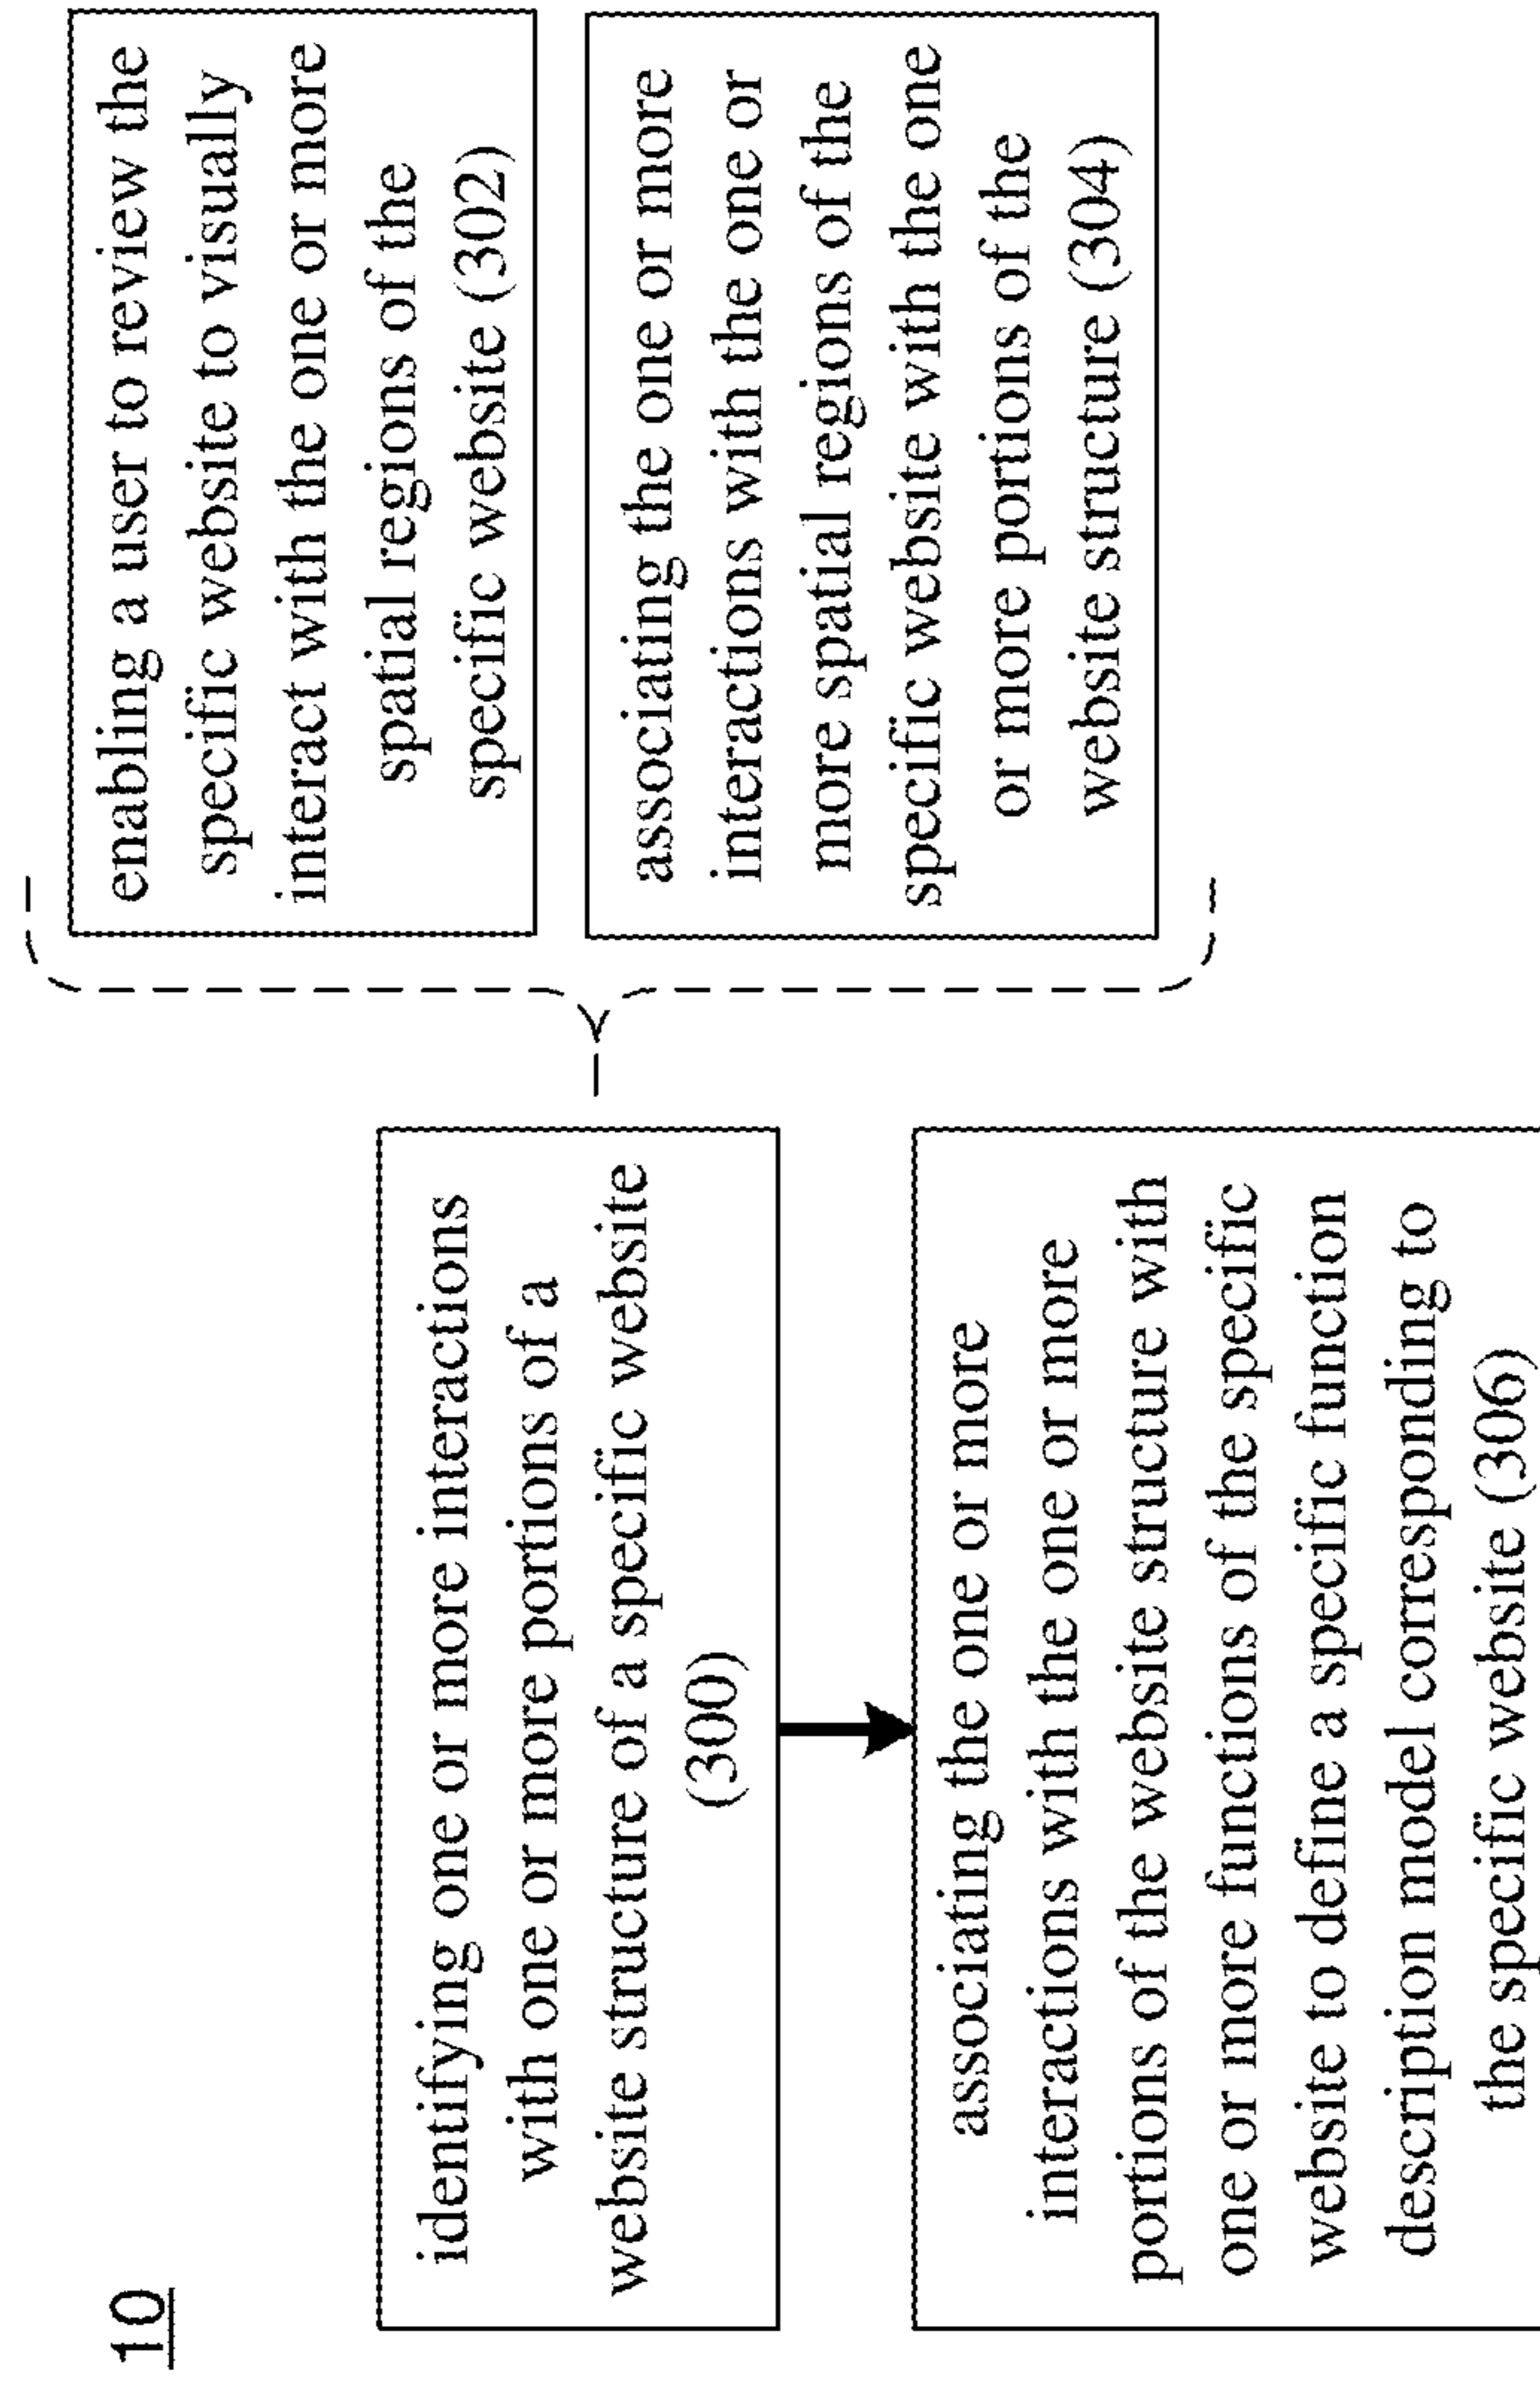 10
identifying one or more interactions
with one or more portions of a
website structure of a specific website
(300)
enabling a user to review the
specific website to visually
interact with the one or more
spatial regions of the
specific website (302)
associating the one or more
interactions with the one or
more spatial regions of the
specific website with the one
or more portions of the
website structure (304)
associating the one or more
interactions with the one or more
portions of the website structure with
one or more functions of the specific
website to define a specific function
description model corresponding to
the specific website (306)